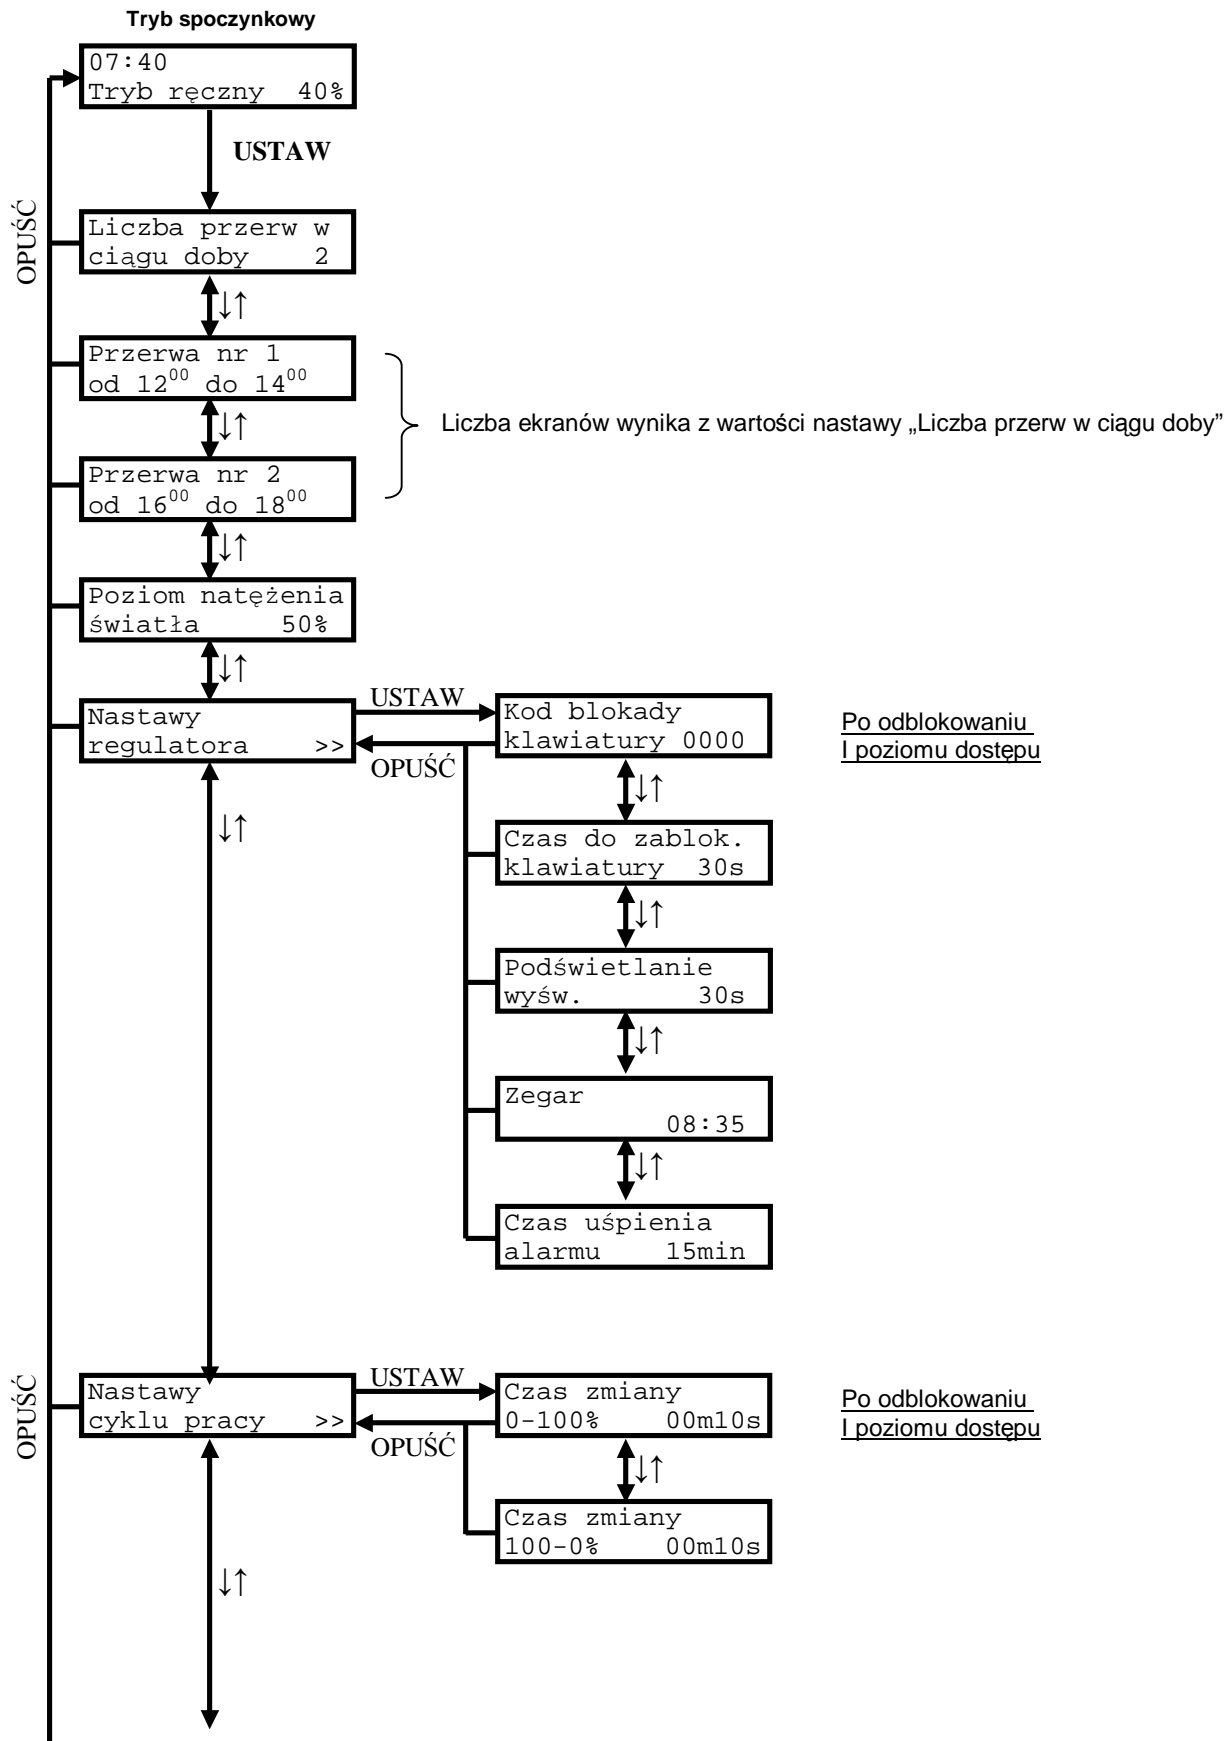 Tryb spoczynkowy
07:40
Tryb ręczny 40%
USTAW
OPUŚĆ
Liczba przerw w
ciągu doby 2
↓↑
Przerwa nr 1
od 12⁰⁰ do 14⁰⁰
↓↑
Liczba ekranów wynika z wartości nastawy „Liczba przerw w ciągu doby”
Przerwa nr 2
od 16⁰⁰ do 18⁰⁰
↓↑
Poziom natężenia
światła 50%
↓↑
Nastawy
regulatora >>
USTAW
OPUŚĆ
Kod blokady
klawiatury 0000
Po odblokowaniu
I poziomu dostępu
↓↑
↓↑
Czas do zablok.
klawiatury 30s
↓↑
Podświetlanie
wyśw. 30s
↓↑
Zegar
08:35
↓↑
Czas uśpienia
alarmu 15min
OPUŚĆ
Nastawy
cyklu pracy >>
USTAW
OPUŚĆ
Czas zmiany
0-100% 00m10s
Po odblokowaniu
I poziomu dostępu
↓↑
Czas zmiany
100-0% 00m10s
↓↑